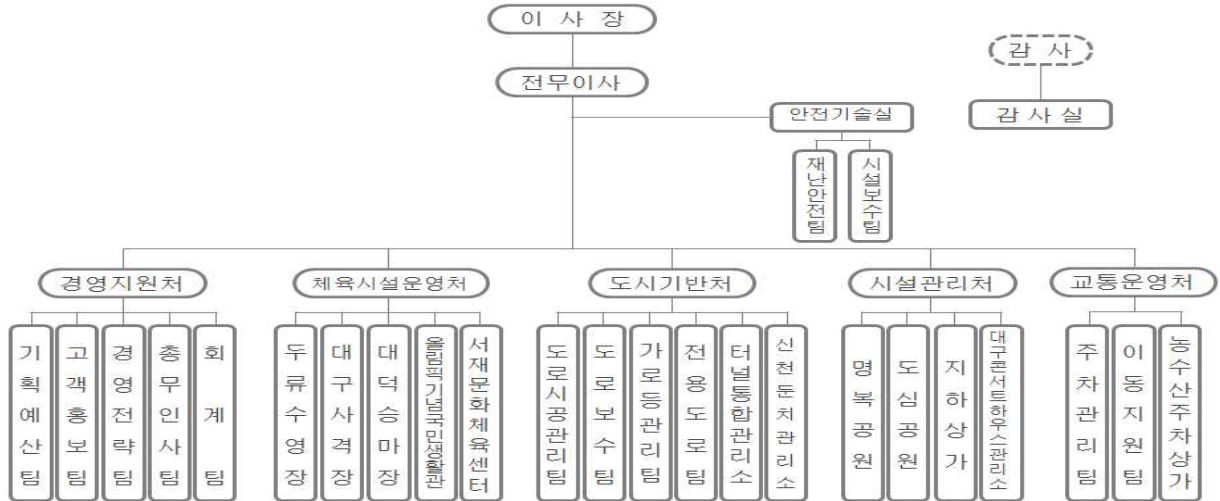 이 사 장
감 사
전무이사
안전기술실
감 사 실
재난안전팀
시설보수팀
경영지원처
체육시설운영처
도시기반처
시설관리처
교통운영처
기획예산팀
고객홍보팀
경영전략팀
총무인사팀
회계팀
두류수영장
대구사격장
대덕승마장
올림픽기념국민생활관
서재문화체육센터
도로시공관리팀
도로보수팀
가로등관리팀
전용도로팀
터널통합관리소
신천둔치관리소
명복공원
도심공원
지하상가
대구콘서트하우스관리소
주차관리팀
이동지원팀
농수산주차상가